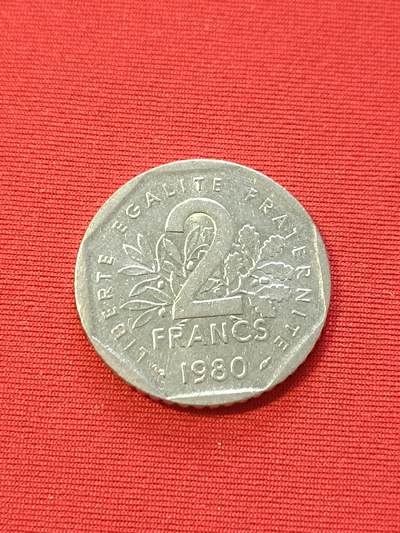 LIBERTE EGALITE FRATERNITE
2
FRANCS
1980